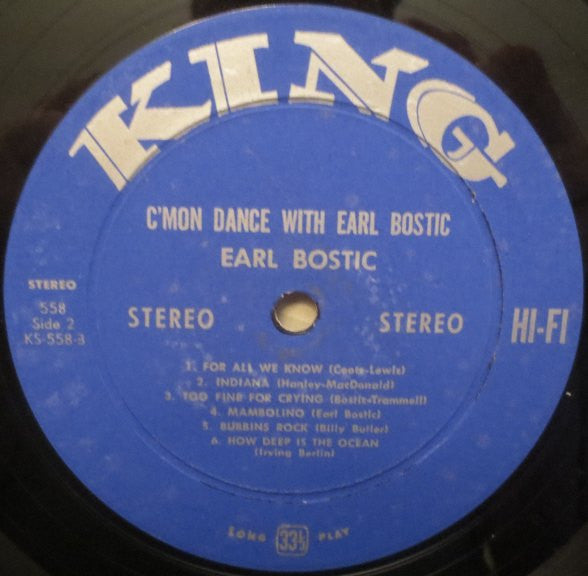 KING
C'MON DANCE WITH EARL BOSTIC
EARL BOSTIC
STEREO
558
Side 2
KS-558-3
STEREO
STEREO
HI-FI
1. FOR ALL WE KNOW (Coots-Lewis)
2. INDIANA (Hanley-MacDonald)
3. TOO FINE FOR CRYING (Bostic-Trammell)
4. MAMBOLINO (Earl Bostic)
5. BUBBINS ROCK (Billy Butler)
6. HOW DEEP IS THE OCEAN
(Irving Berlin)
LONG 33⅓ PLAY